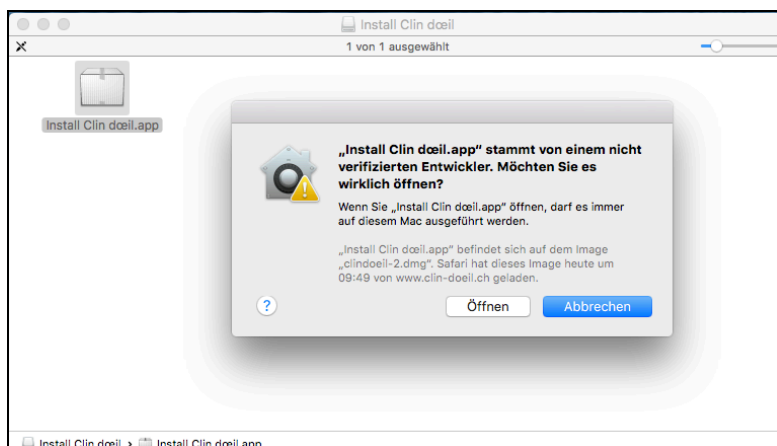 Install Clin dœil
1 von 1 ausgewählt
Install Clin dœil.app
„Install Clin dœil.app“ stammt von einem nicht
verifizierten Entwickler. Möchten Sie es
wirklich öffnen?
Wenn Sie „Install Clin dœil.app“ öffnen, darf es immer
auf diesem Mac ausgeführt werden.
„Install Clin dœil.app“ befindet sich auf dem Image
„clindoeil-2.dmg“. Safari hat dieses Image heute um
09:49 von www.clin-doeil.ch geladen.
? Öffnen Abbrechen
Install Clin dœil › Install Clin dœil.app